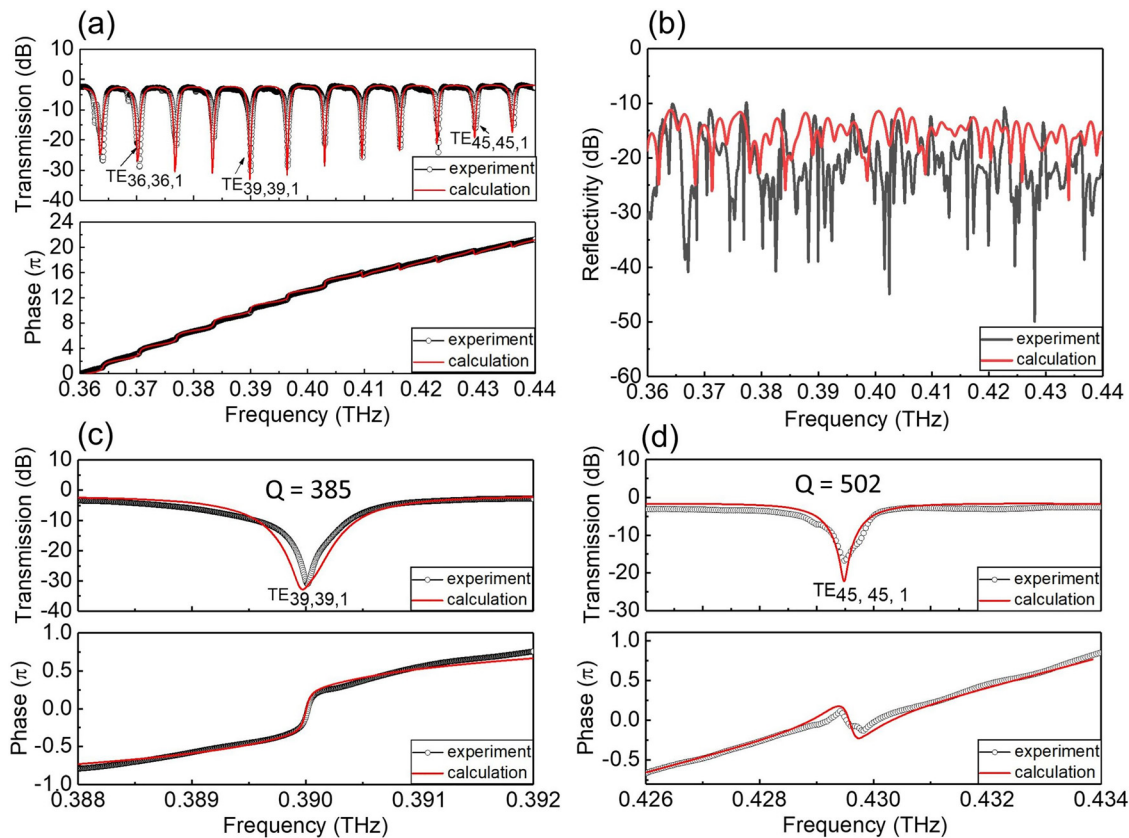 (a)
Transmission (dB)
10
0
-10
-20
-30
-40
TE36,36,1
TE39,39,1
TE45,45,1
experiment
calculation
Phase (π)
24
20
16
12
8
4
0
experiment
calculation
0.36 0.37 0.38 0.39 0.40 0.41 0.42 0.43 0.44
Frequency (THz)
(b)
Reflectivity (dB)
0
-10
-20
-30
-40
-50
-60
experiment
calculation
0.36 0.37 0.38 0.39 0.40 0.41 0.42 0.43 0.44
Frequency (THz)
(c)
Transmission (dB)
10
0
-10
-20
-30
-40
Q = 385
TE39,39,1
experiment
calculation
Phase (π)
1.0
0.5
0.0
-0.5
-1.0
experiment
calculation
0.388 0.389 0.390 0.391 0.392
Frequency (THz)
(d)
Transmission (dB)
10
0
-10
-20
-30
Q = 502
TE45, 45, 1
experiment
calculation
Phase (π)
1.0
0.5
0.0
-0.5
experiment
calculation
0.426 0.428 0.430 0.432 0.434
Frequency (THz)